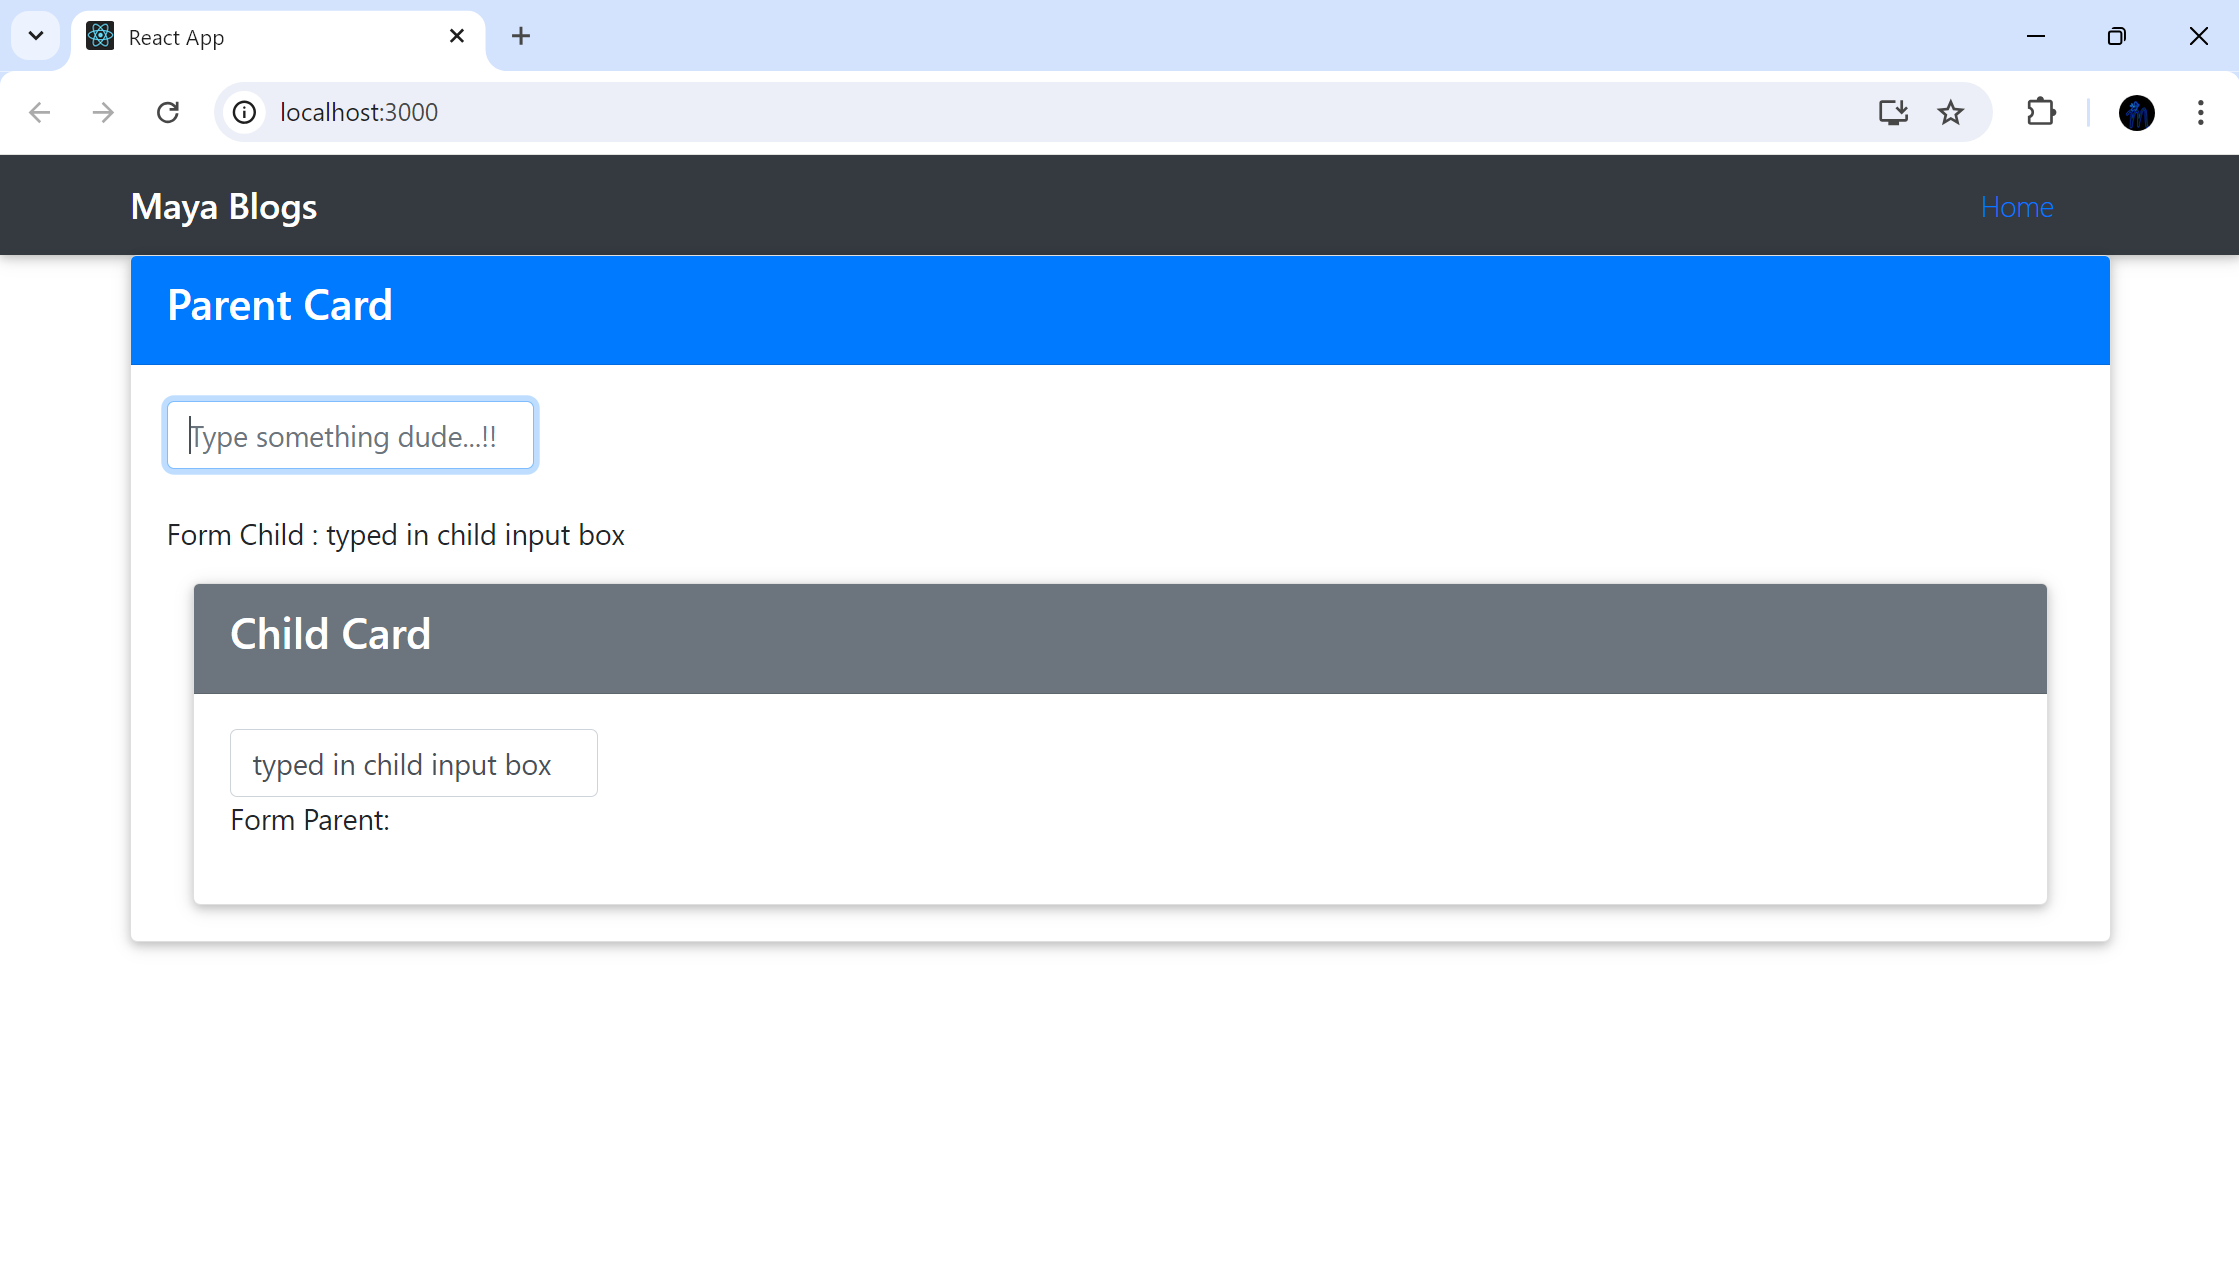 React App
localhost:3000
Maya Blogs
Home
Parent Card
Type something dude...!!
Form Child : typed in child input box
Child Card
typed in child input box
Form Parent: